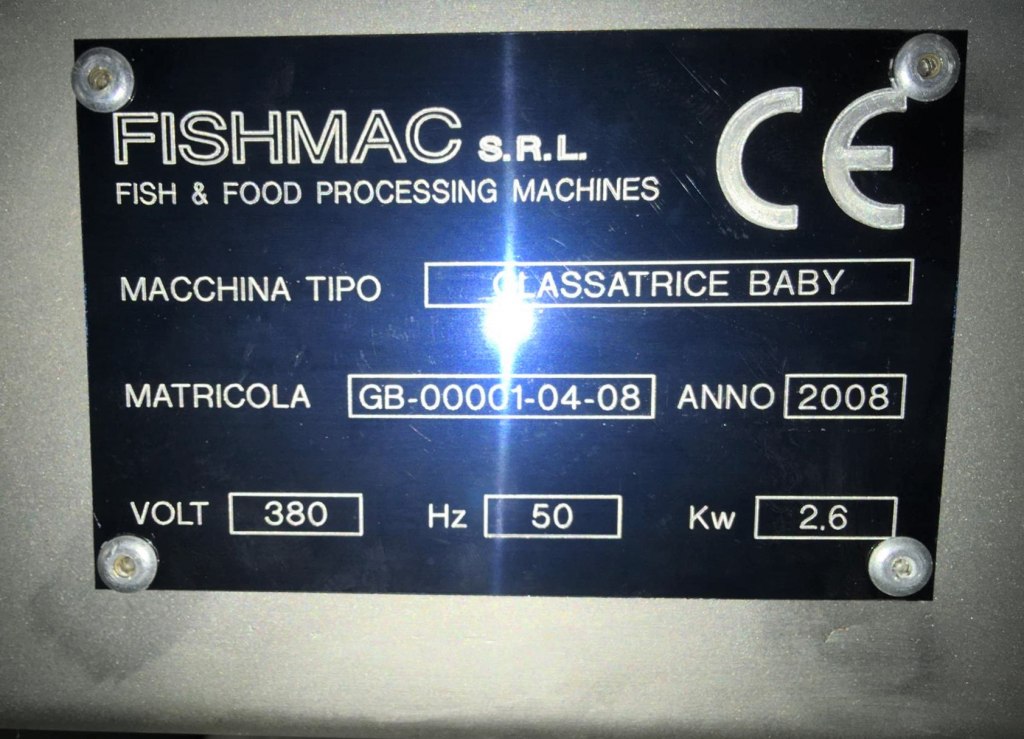 FISHMAC S.R.L.
FISH & FOOD PROCESSING MACHINES
CE
MACCHINA TIPO GLASSATRICE BABY
MATRICOLA GB-00001-04-08 ANNO 2008
VOLT 380 Hz 50 Kw 2.6